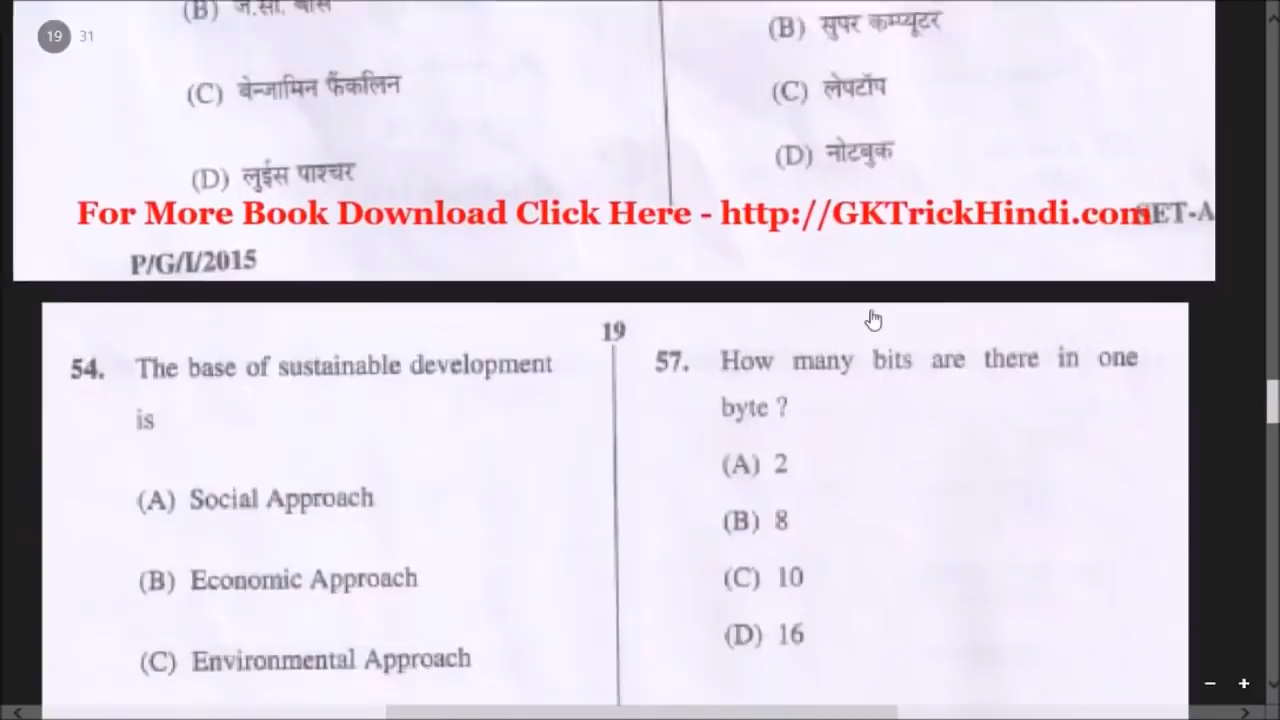 19 31
(B)
(C) बेन्जामिन फैंकलिन
(D) लुईस पाश्चर
(B) सुपर कम्प्यूटर
(C) लेपटॉप
(D) नोटबुक
For More Book Download Click Here - http://GKTrickHindi.com
SET-A
P/G/I/2015
19
54. The base of sustainable development
is
(A) Social Approach
(B) Economic Approach
(C) Environmental Approach
57. How many bits are there in one
byte ?
(A) 2
(B) 8
(C) 10
(D) 16